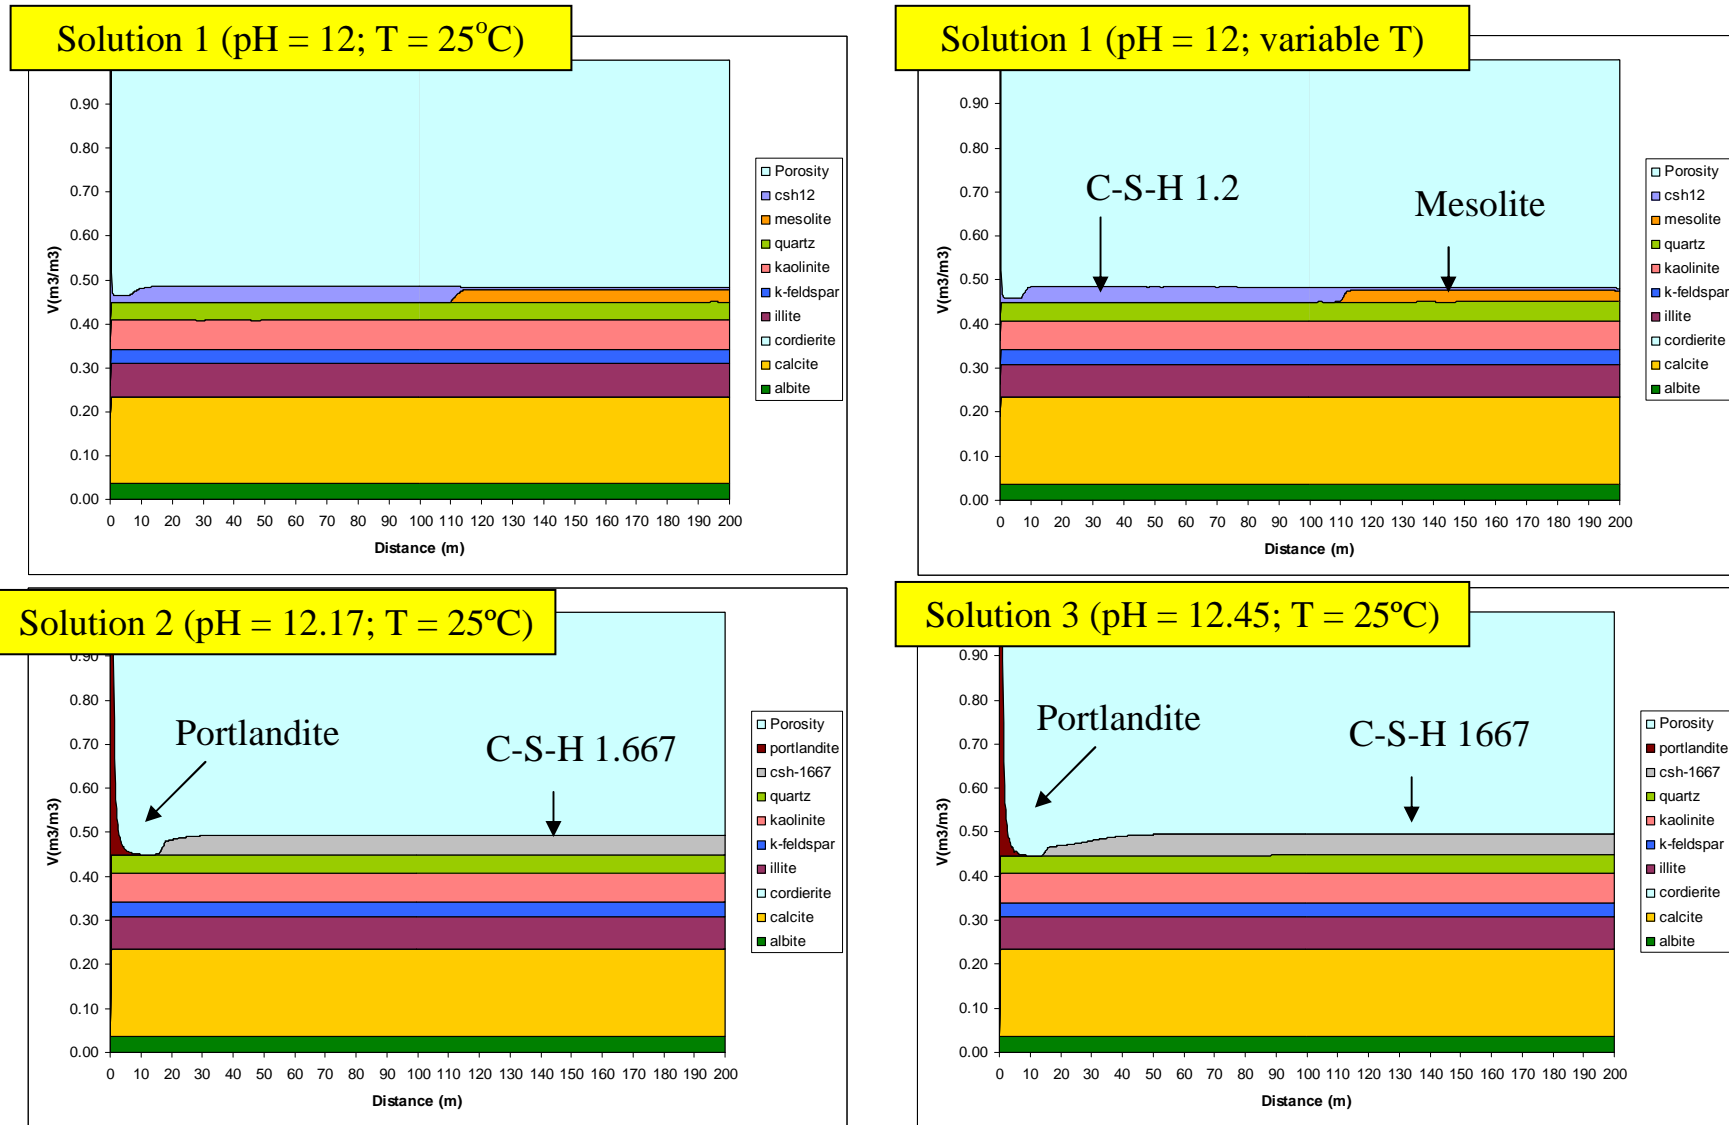 Solution 1 (pH = 12; T = 25°C)
0.90
0.80
0.70
0.60
0.50
0.40
0.30
0.20
0.10
0.00
V(m3/m3)
0 10 20 30 40 50 60 70 80 90 100 110 120 130 140 150 160 170 180 190 200
Distance (m)
Porosity
csh12
mesolite
quartz
kaolinite
k-feldspar
illite
cordierite
calcite
albite
Solution 1 (pH = 12; variable T)
C-S-H 1.2
Mesolite
0.90
0.80
0.70
0.60
0.50
0.40
0.30
0.20
0.10
0.00
V(m3/m3)
0 10 20 30 40 50 60 70 80 90 100 110 120 130 140 150 160 170 180 190 200
Distance (m)
Porosity
csh12
mesolite
quartz
kaolinite
k-feldspar
illite
cordierite
calcite
albite
Solution 2 (pH = 12.17; T = 25ºC)
Portlandite
C-S-H 1.667
0.90
0.80
0.70
0.60
0.50
0.40
0.30
0.20
0.10
0.00
V(m3/m3)
0 10 20 30 40 50 60 70 80 90 100 110 120 130 140 150 160 170 180 190 200
Distance (m)
Porosity
portlandite
csh-1667
quartz
kaolinite
k-feldspar
illite
cordierite
calcite
albite
Solution 3 (pH = 12.45; T = 25ºC)
Portlandite
C-S-H 1667
0.90
0.80
0.70
0.60
0.50
0.40
0.30
0.20
0.10
0.00
V(m3/m3)
0 10 20 30 40 50 60 70 80 90 100 110 120 130 140 150 160 170 180 190 200
Distance (m)
Porosity
portlandite
csh-1667
quartz
kaolinite
k-feldspar
illite
cordierite
calcite
albite